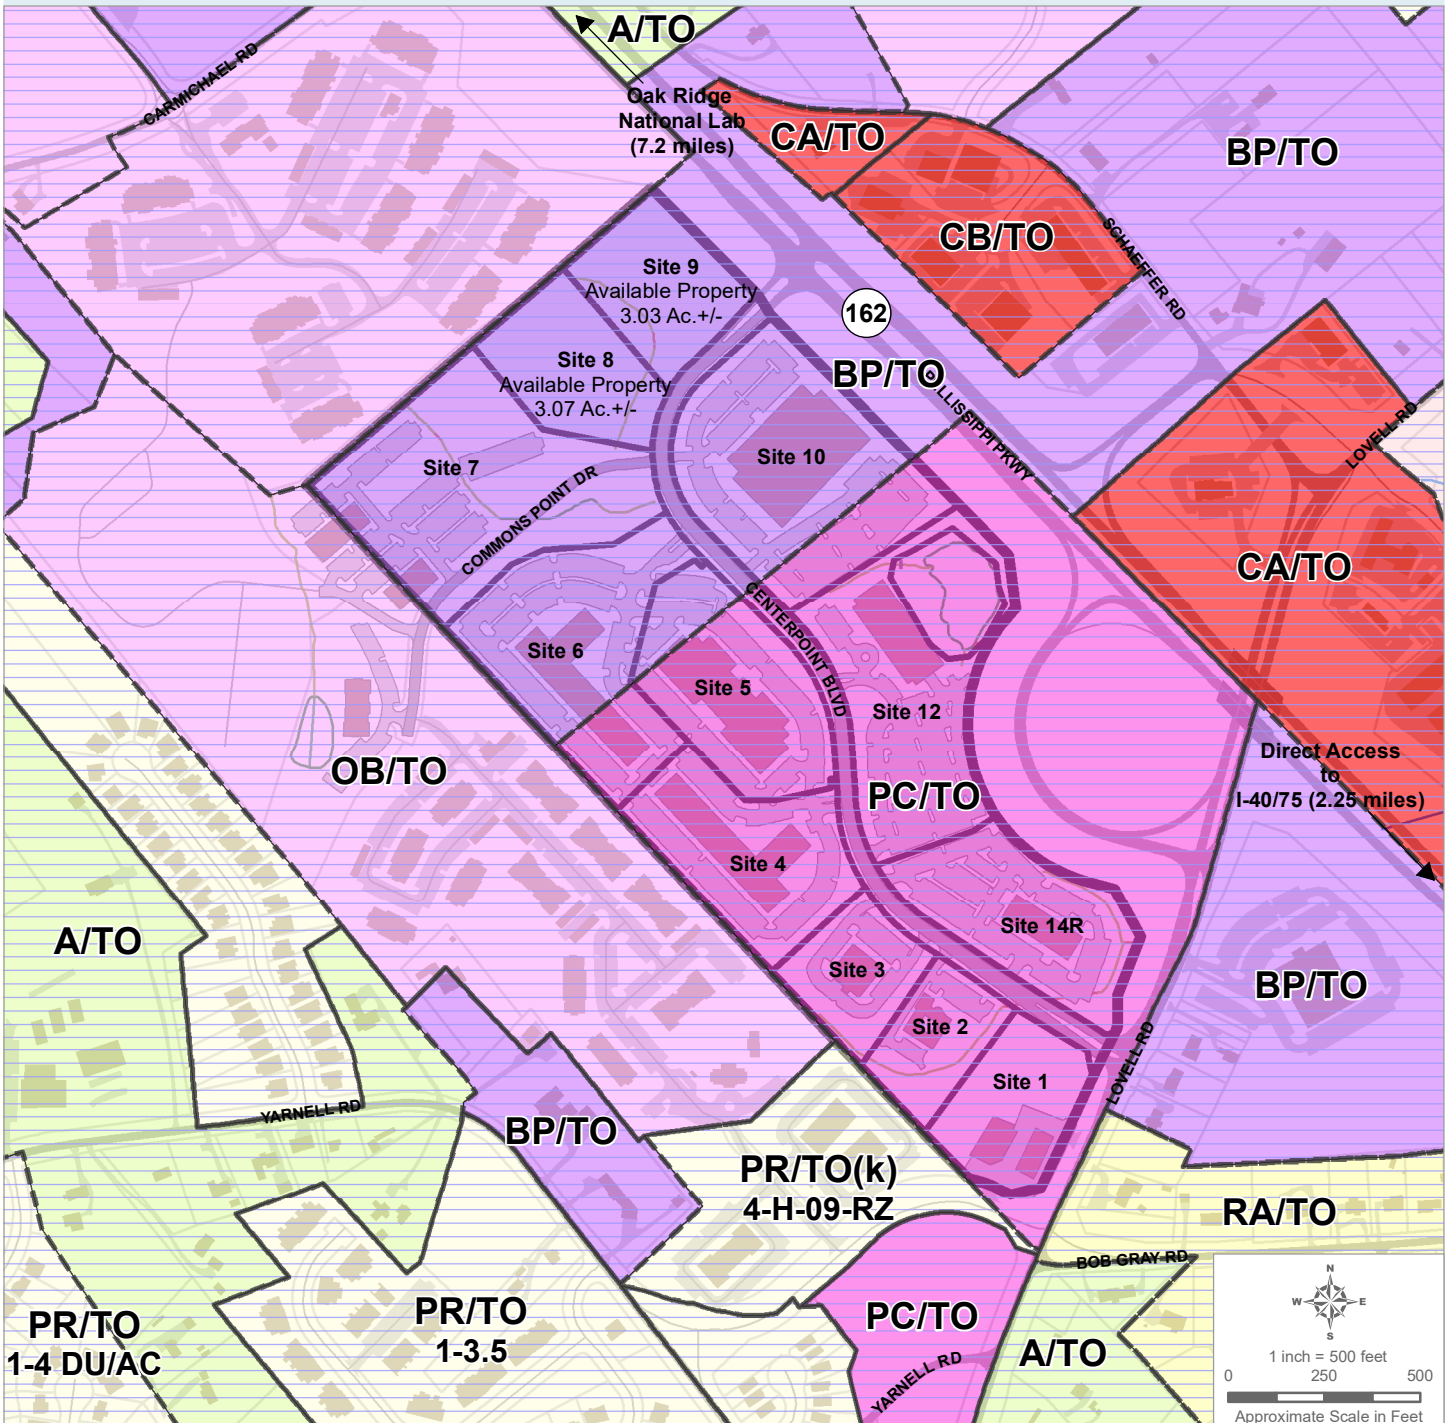 A/TO
CARMICHAEL RD
Oak Ridge
National Lab
(7.2 miles)
CA/TO
BP/TO
CB/TO
SCHAEFFER RD
Site 9
Available Property
3.03 Ac.+/-
162
Site 8
Available Property
3.07 Ac.+/-
BP/TO
LLISSIPPI PKWY
LOVELL RD
Site 7
Site 10
COMMONS POINT DR
CA/TO
CENTERPOINT BLVD
Site 6
Site 5
Site 12
OB/TO
PC/TO
Direct Access
to
I-40/75 (2.25 miles)
Site 4
Site 14R
A/TO
Site 3
BP/TO
Site 2
LOVELL RD
Site 1
YARNELL RD
BP/TO
PR/TO(k)
4-H-09-RZ
RA/TO
BOB GRAY RD
PR/TO
1-4 DU/AC
PR/TO
1-3.5
PC/TO
YARNELL RD
A/TO
N
W E
S
1 inch = 500 feet
0 250 500
Approximate Scale in Feet